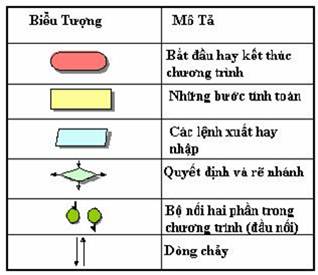 Biểu Tượng
Mô Tả
Bắt đầu hay kết thúc
chương trình
Những bước tính toán
Các lệnh xuất hay
nhập
Quyết định và rẽ nhánh
Bộ nối hai phần trong
chương trình (đầu nối)
Dòng chảy